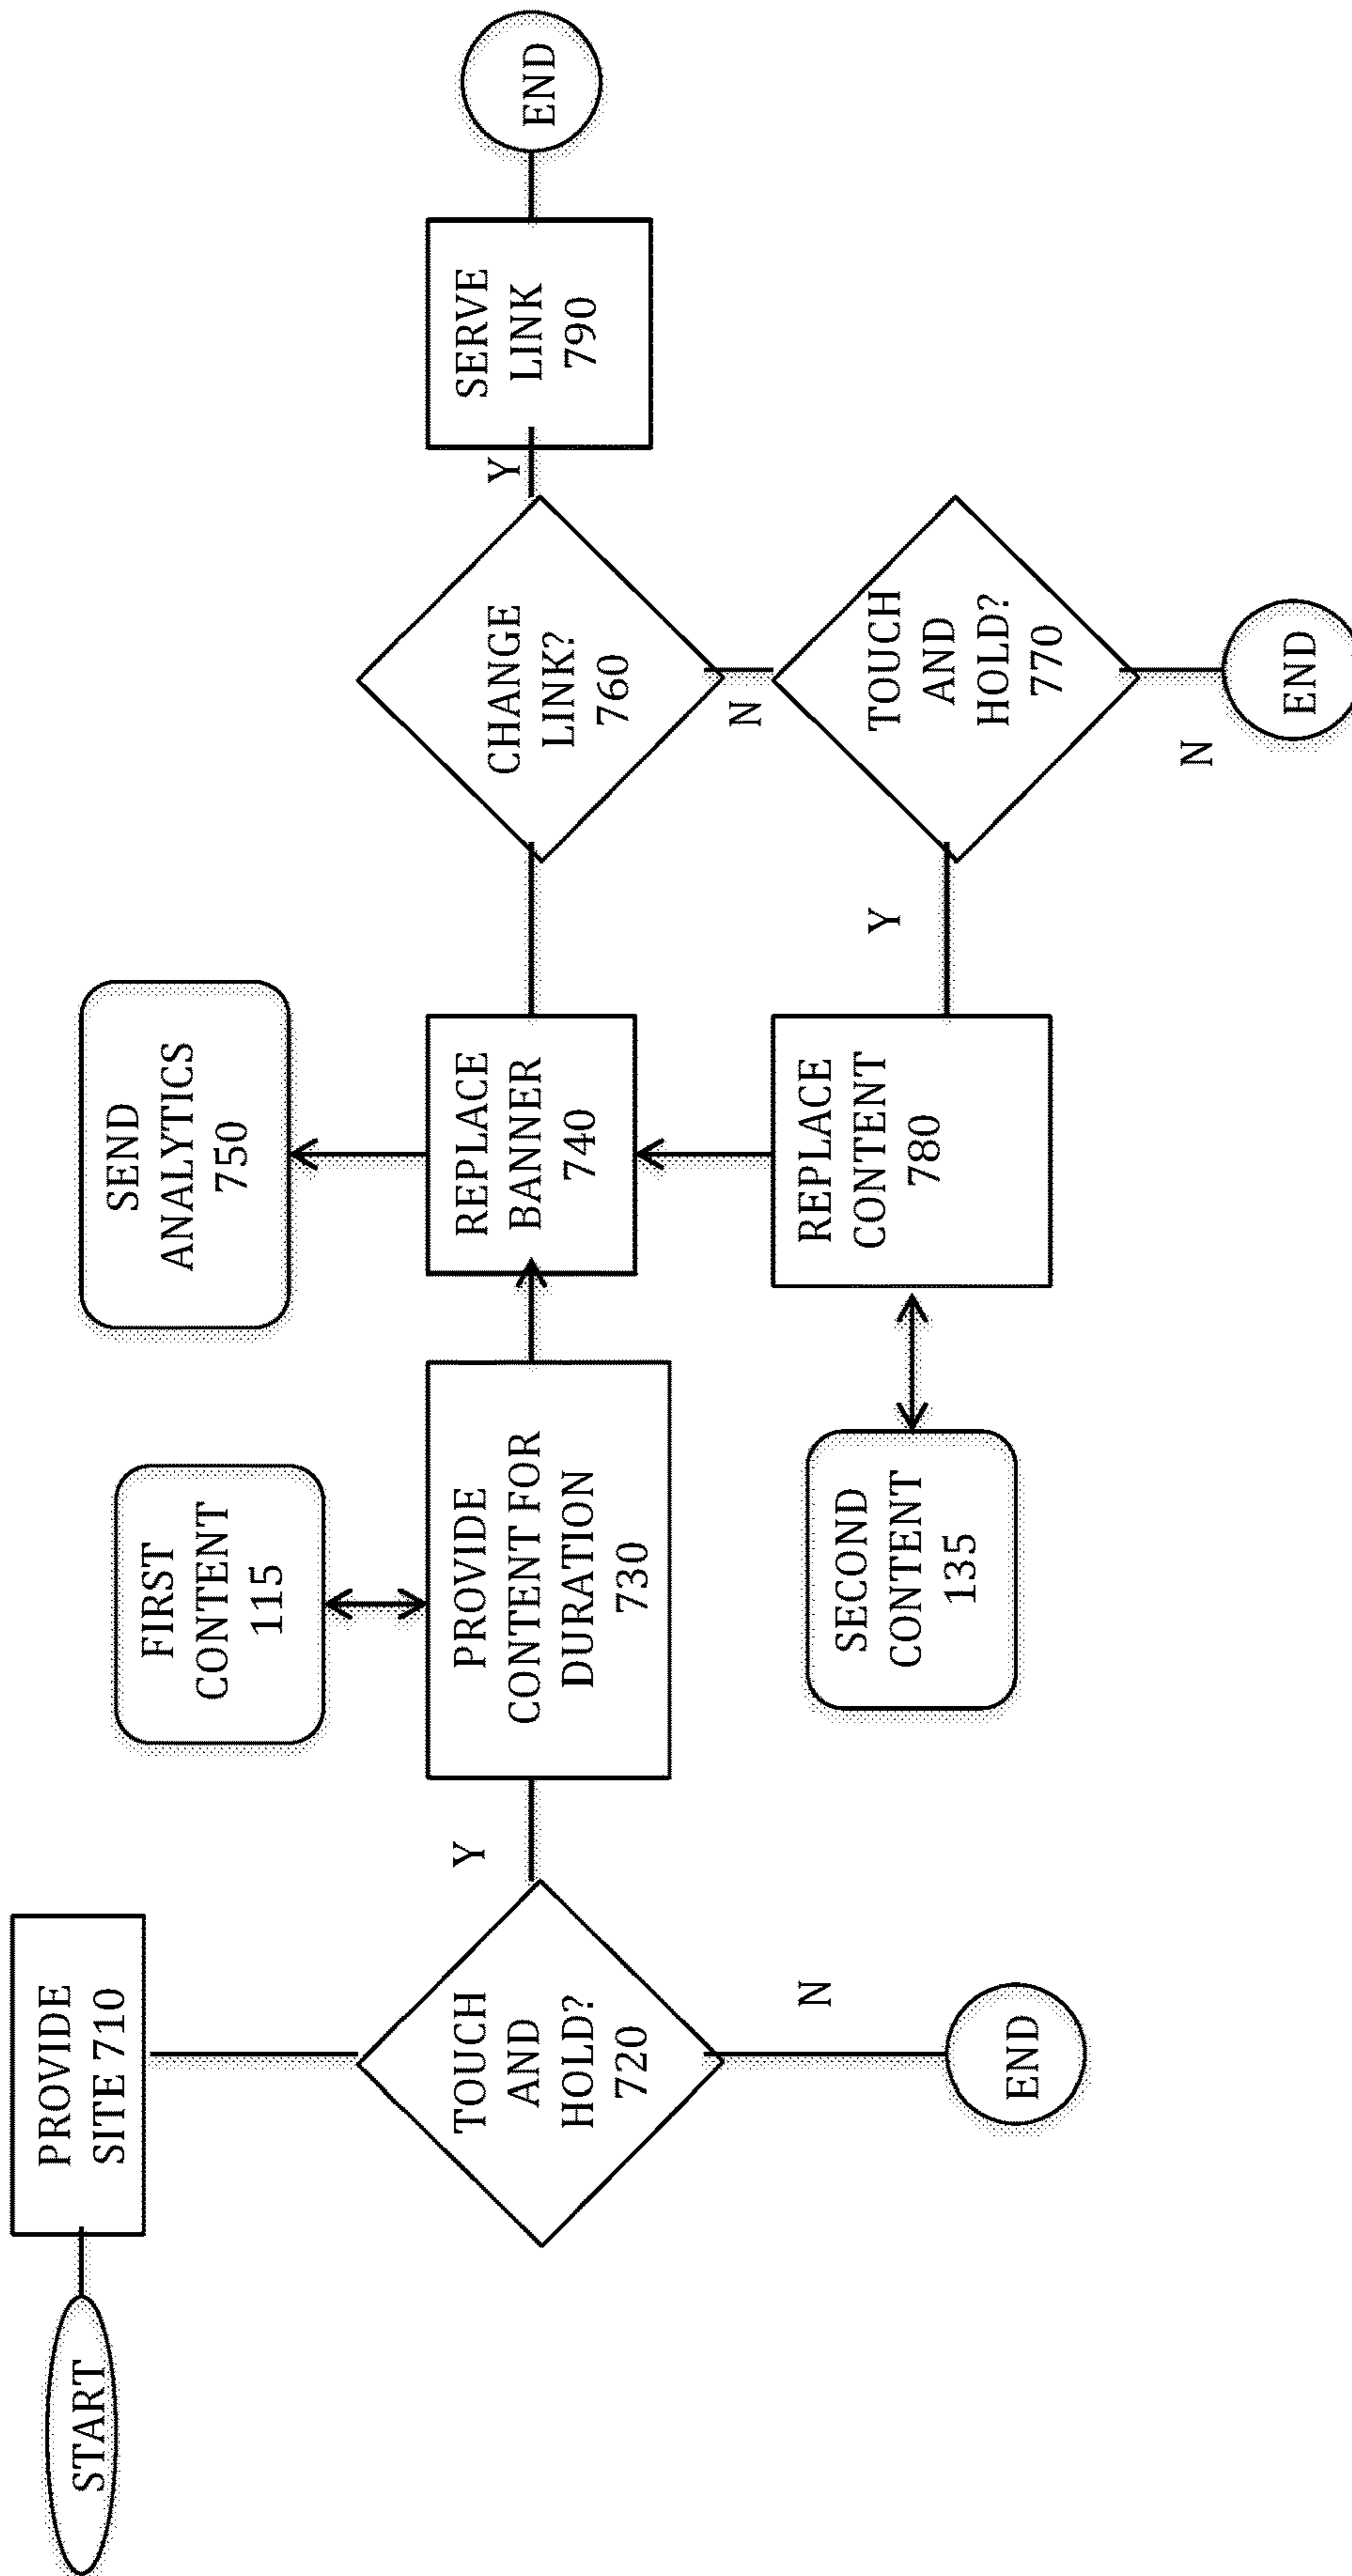 START
PROVIDE
SITE 710
TOUCH
AND
HOLD?
720
N
END
Y
FIRST
CONTENT
115
PROVIDE
CONTENT FOR
DURATION
730
SEND
ANALYTICS
750
REPLACE
BANNER
740
CHANGE
LINK?
760
Y
SERVE
LINK
790
END
N
SECOND
CONTENT
135
REPLACE
CONTENT
780
Y
TOUCH
AND
HOLD?
770
N
END